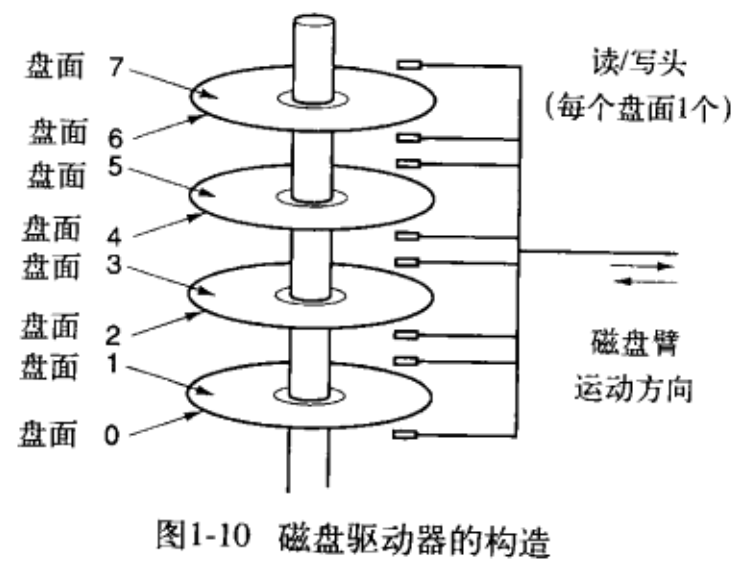 盘面 7
盘面 6
盘面 5
盘面 4
盘面 3
盘面 2
盘面 1
盘面 0
读/写头
(每个盘面1个)
磁盘臂
运动方向
图1-10 磁盘驱动器的构造